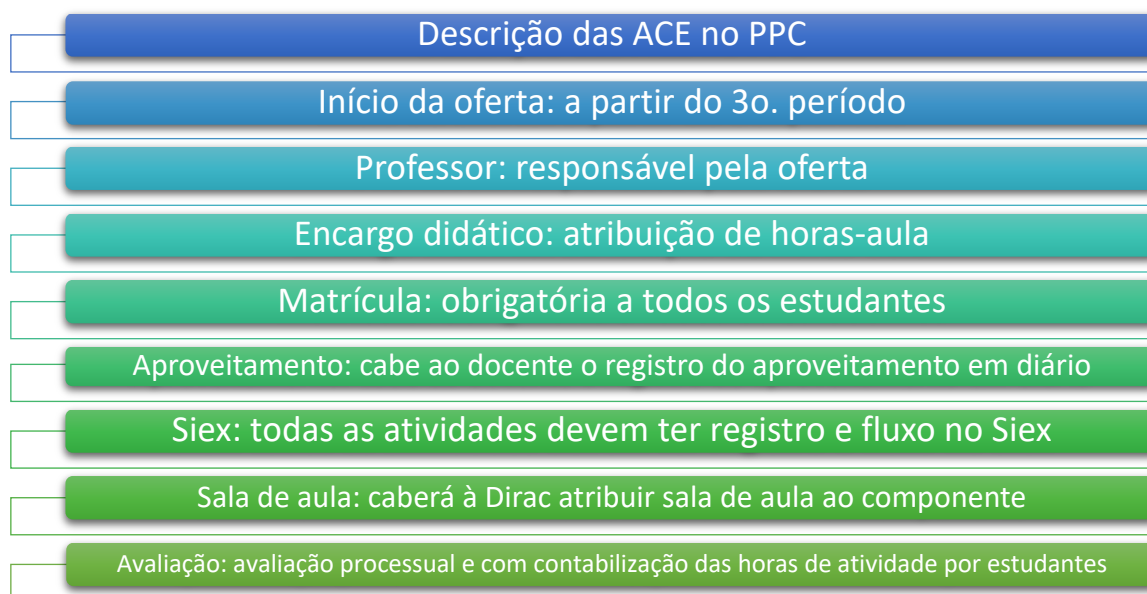 Descrição das ACE no PPC
Início da oferta: a partir do 3o. período
Professor: responsável pela oferta
Encargo didático: atribuição de horas-aula
Matrícula: obrigatória a todos os estudantes
Aproveitamento: cabe ao docente o registro do aproveitamento em diário
Siex: todas as atividades devem ter registro e fluxo no Siex
Sala de aula: caberá à Dirac atribuir sala de aula ao componente
Avaliação: avaliação processual e com contabilização das horas de atividade por estudantes